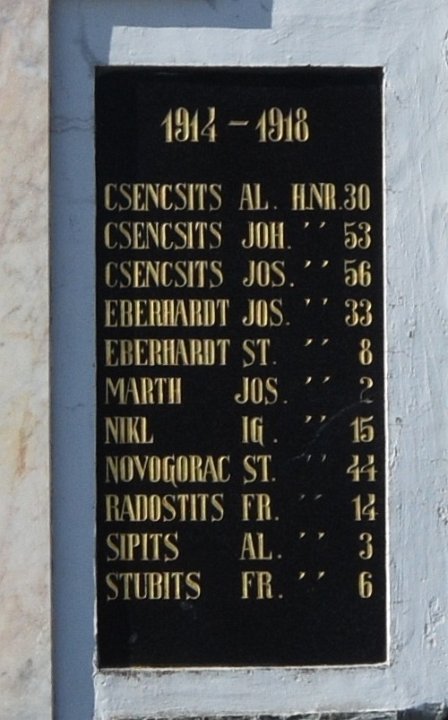 1914 – 1918
CSENCSITS AL. H.NR. 30
CSENCSITS JOH. ′′ 53
CSENCSITS JOS. ′′ 56
EBERHARDT JOS. ′′ 33
EBERHARDT ST. ′′ 8
MARTH JOS. ′′ 2
NIKL IG. ′′ 15
NOVOGORAC ST. ′′ 44
RADOSTITS FR. ′′ 14
SIPITS AL. ′′ 3
STUBITS FR. ′′ 6